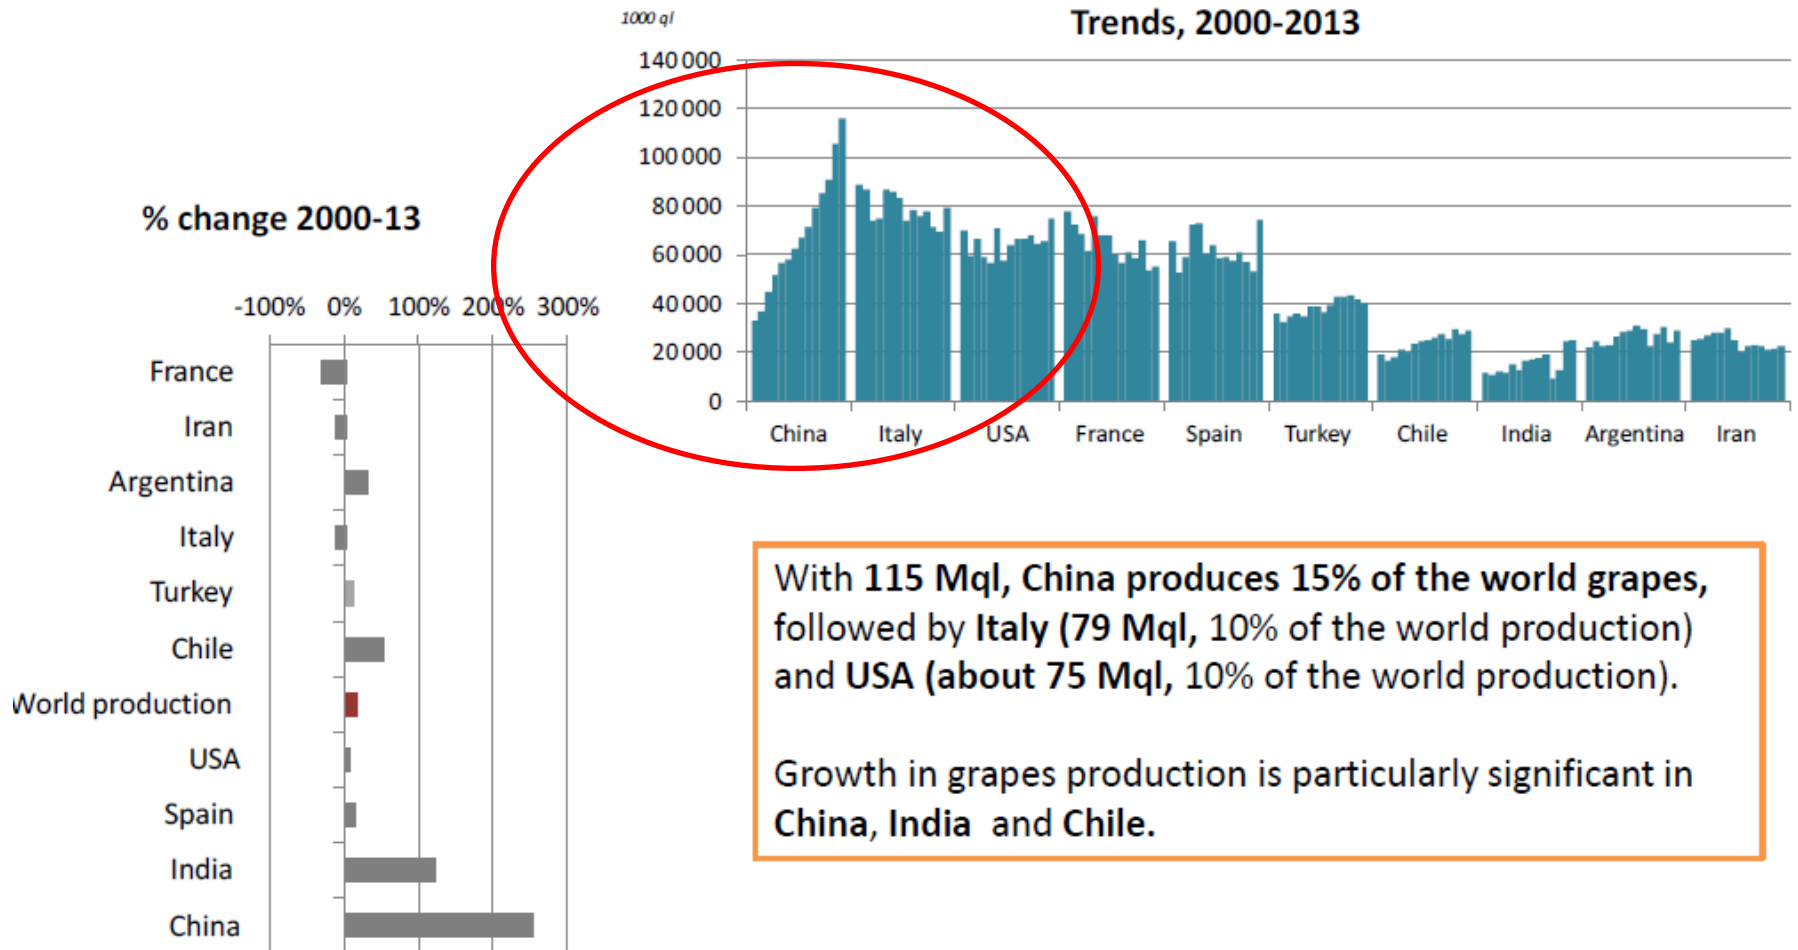 1000 ql
Trends, 2000-2013
140 000
120 000
100 000
80 000
60 000
40 000
20 000
0
China Italy USA France Spain Turkey Chile India Argentina Iran
% change 2000-13
-100% 0% 100% 200% 300%
France
Iran
Argentina
Italy
Turkey
Chile
World production
USA
Spain
India
China
With 115 Mql, China produces 15% of the world grapes,
followed by Italy (79 Mql, 10% of the world production)
and USA (about 75 Mql, 10% of the world production).
Growth in grapes production is particularly significant in
China, India and Chile.